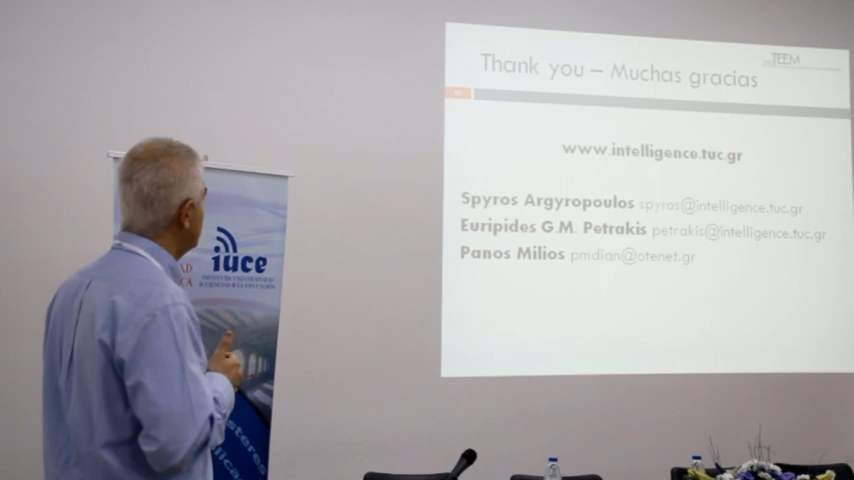 TEEM
Thank you – Muchas gracias
www.intelligence.tuc.gr
Spyros Argyropoulos spyros@intelligence.tuc.gr
Euripides G.M. Petrakis petrakis@intelligence.tuc.gr
Panos Milios pmdian@otenet.gr
iuce